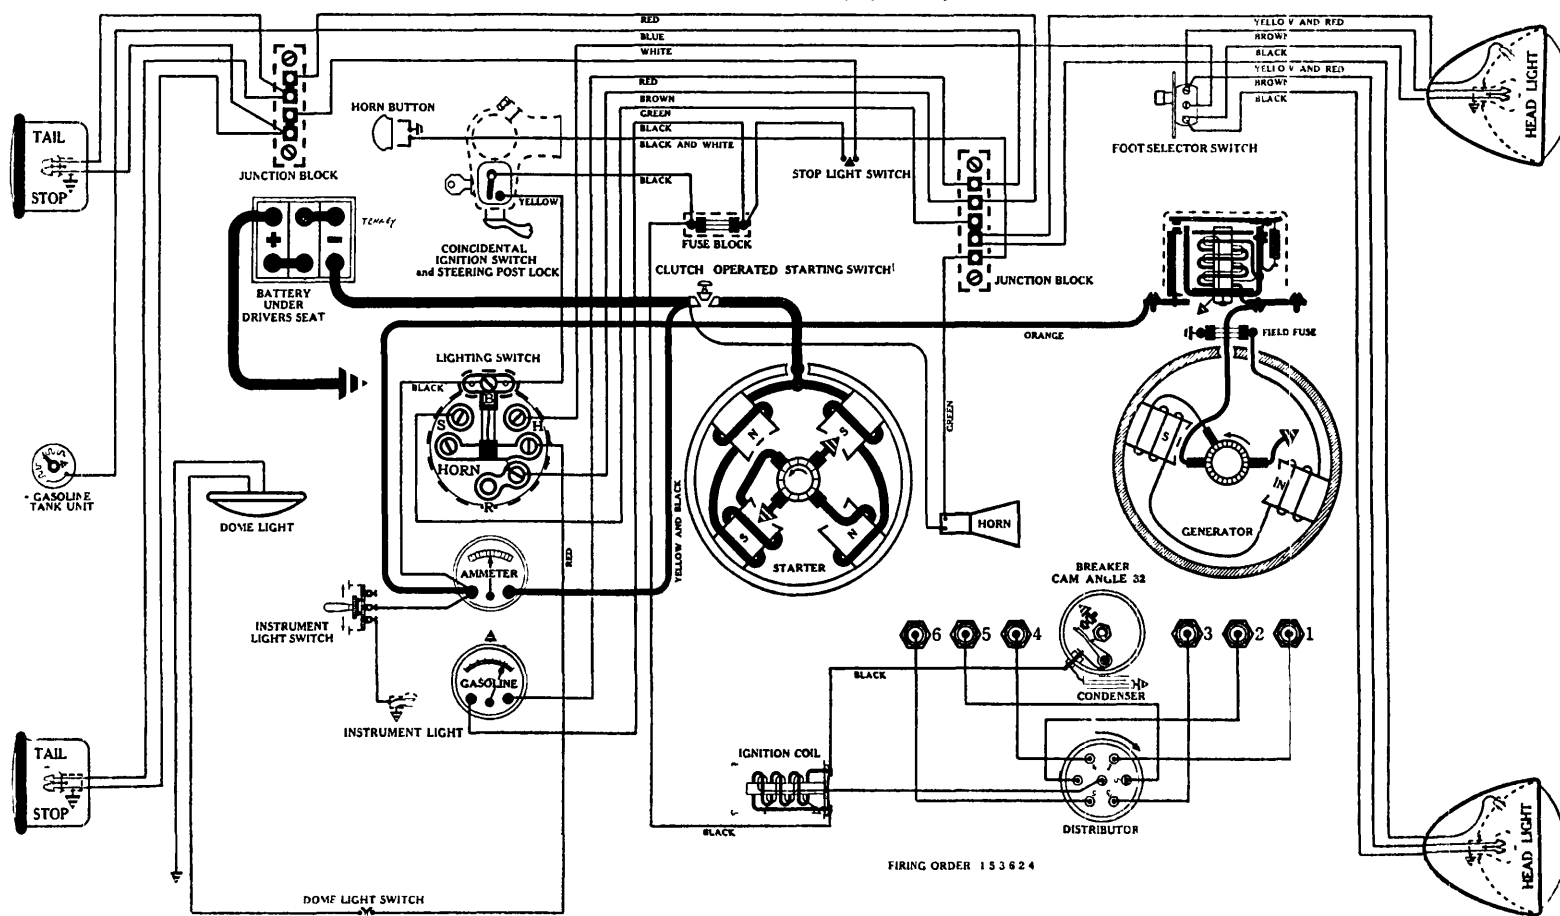 RED
BLUE
WHITE
RED
BROWN
GREEN
BLACK
BLACK AND WHITE
BLACK
YELLOW
YELLOW AND RED
BROWN
BLACK
YELLOW AND RED
BROWN
BLACK
TAIL
STOP
JUNCTION BLOCK
HORN BUTTON
STOP LIGHT SWITCH
FOOT SELECTOR SWITCH
HEAD LIGHT
+
−
BATTERY
UNDER
DRIVERS SEAT
COINCIDENTAL
IGNITION SWITCH
and STEERING POST LOCK
FUSE BLOCK
CLUTCH OPERATED STARTING SWITCH
JUNCTION BLOCK
ORANGE
FIELD FUSE
LIGHTING SWITCH
BLACK
B
S
H
HORN
R
GREEN
N
S
S
N
STARTER
HORN
S
N
GENERATOR
GASOLINE
TANK UNIT
DOME LIGHT
RED
YELLOW AND BLACK
AMMETER
INSTRUMENT
LIGHT SWITCH
GASOLINE
INSTRUMENT LIGHT
BREAKER
CAM ANGLE 32
6
5
4
3
2
1
BLACK
CONDENSER
IGNITION COIL
BLACK
DISTRIBUTOR
FIRING ORDER 1 5 3 6 2 4
TAIL
STOP
DOME LIGHT SWITCH
HEAD LIGHT